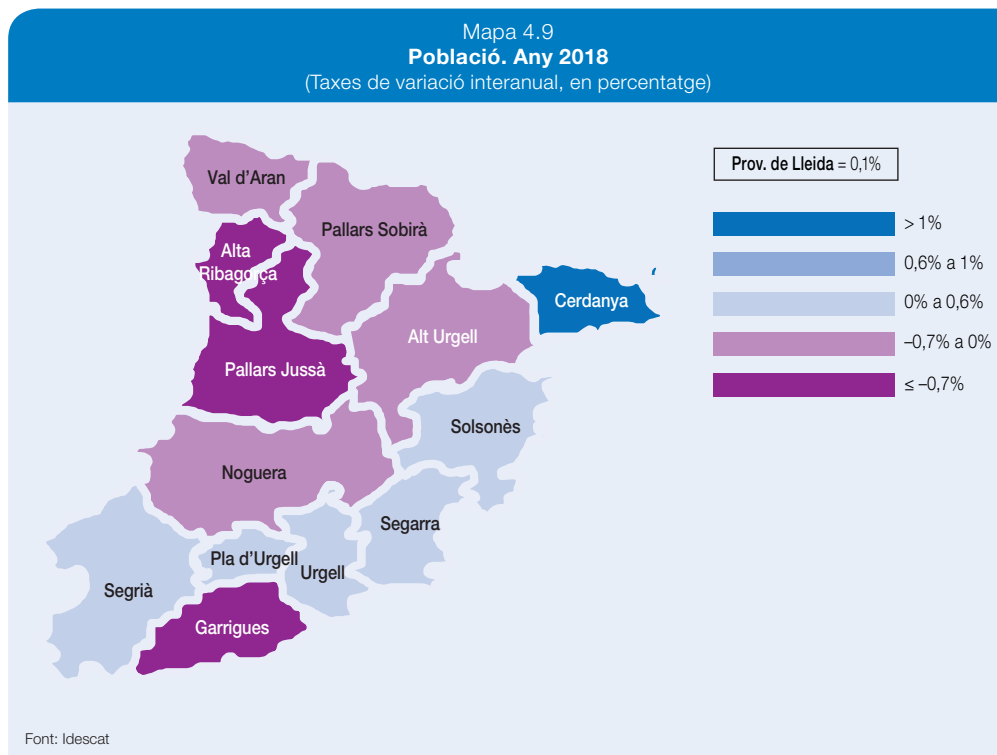 Mapa 4.9
Població. Any 2018
(Taxes de variació interanual, en percentatge)
Prov. de Lleida = 0,1%
> 1%
0,6% a 1%
0% a 0,6%
–0,7% a 0%
≤ –0,7%
Val d'Aran
Pallars Sobirà
Alta
Ribagorça
Cerdanya
Alt Urgell
Pallars Jussà
Solsonès
Noguera
Segarra
Pla d'Urgell
Urgell
Segrià
Garrigues
Font: Idescat